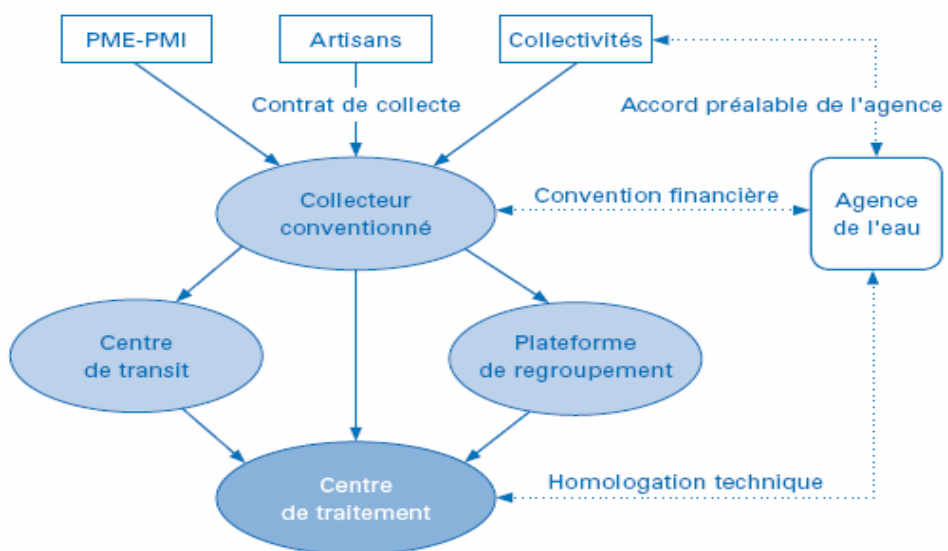 PME-PMI
Artisans
Collectivités
Contrat de collecte
Accord préalable de l'agence
Collecteur
conventionné
Convention financière
Agence
de l'eau
Centre
de transit
Plateforme
de regroupement
Centre
de traitement
Homologation technique